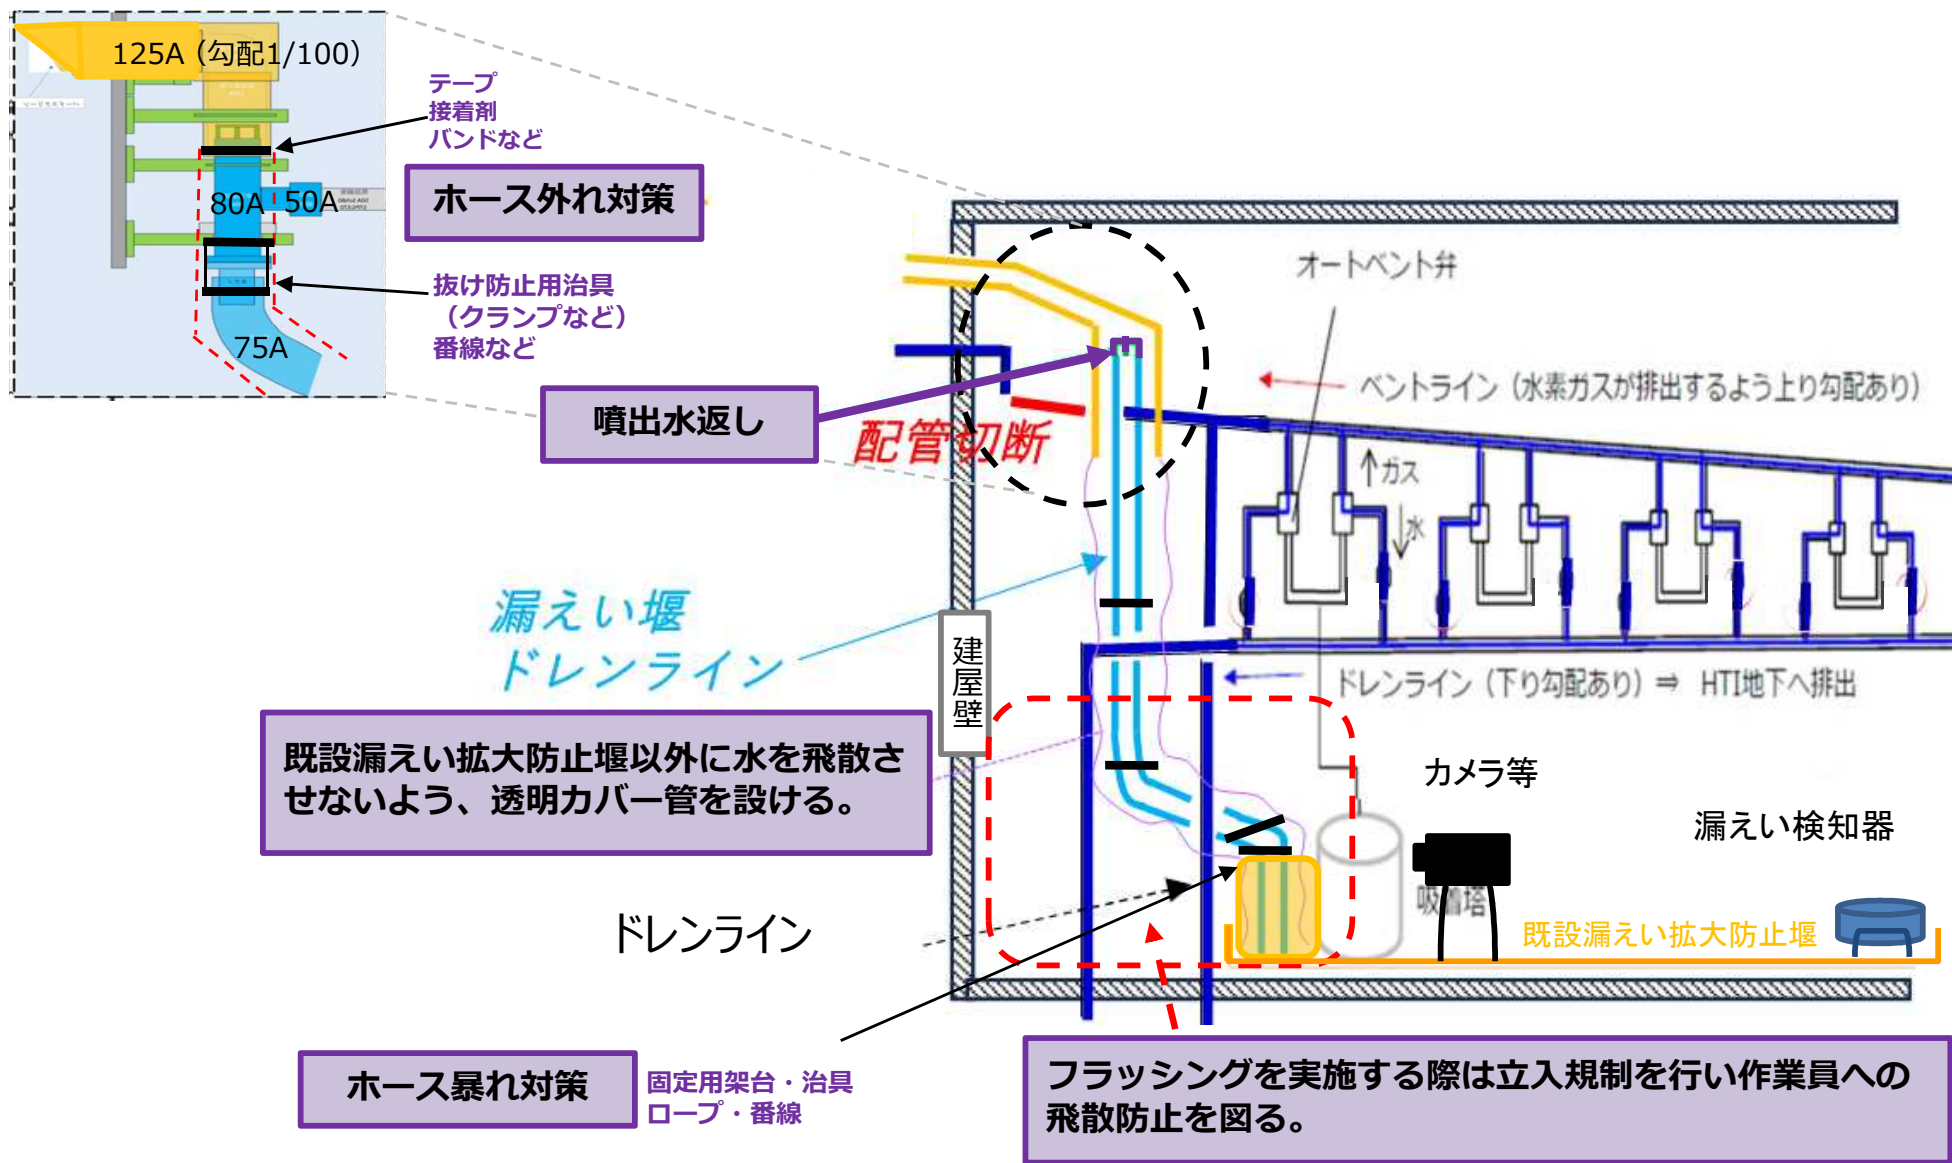 125A（勾配1/100）
テープ
接着剤
バンドなど
ホース外れ対策
80A
50A
抜け防止用治具
（クランプなど）
番線など
75A
噴出水返し
配管切断
オートベント弁
ベントライン（水素ガスが排出するよう上り勾配あり）
ガス
水
漏えい堰
ドレンライン
建屋壁
ドレンライン（下り勾配あり）⇒ HTI地下へ排出
既設漏えい拡大防止堰以外に水を飛散さ
せないよう、透明カバー管を設ける。
カメラ等
漏えい検知器
吸着塔
既設漏えい拡大防止堰
ドレンライン
ホース暴れ対策
固定用架台・治具
ロープ・番線
フラッシングを実施する際は立入規制を行い作業員への
飛散防止を図る。